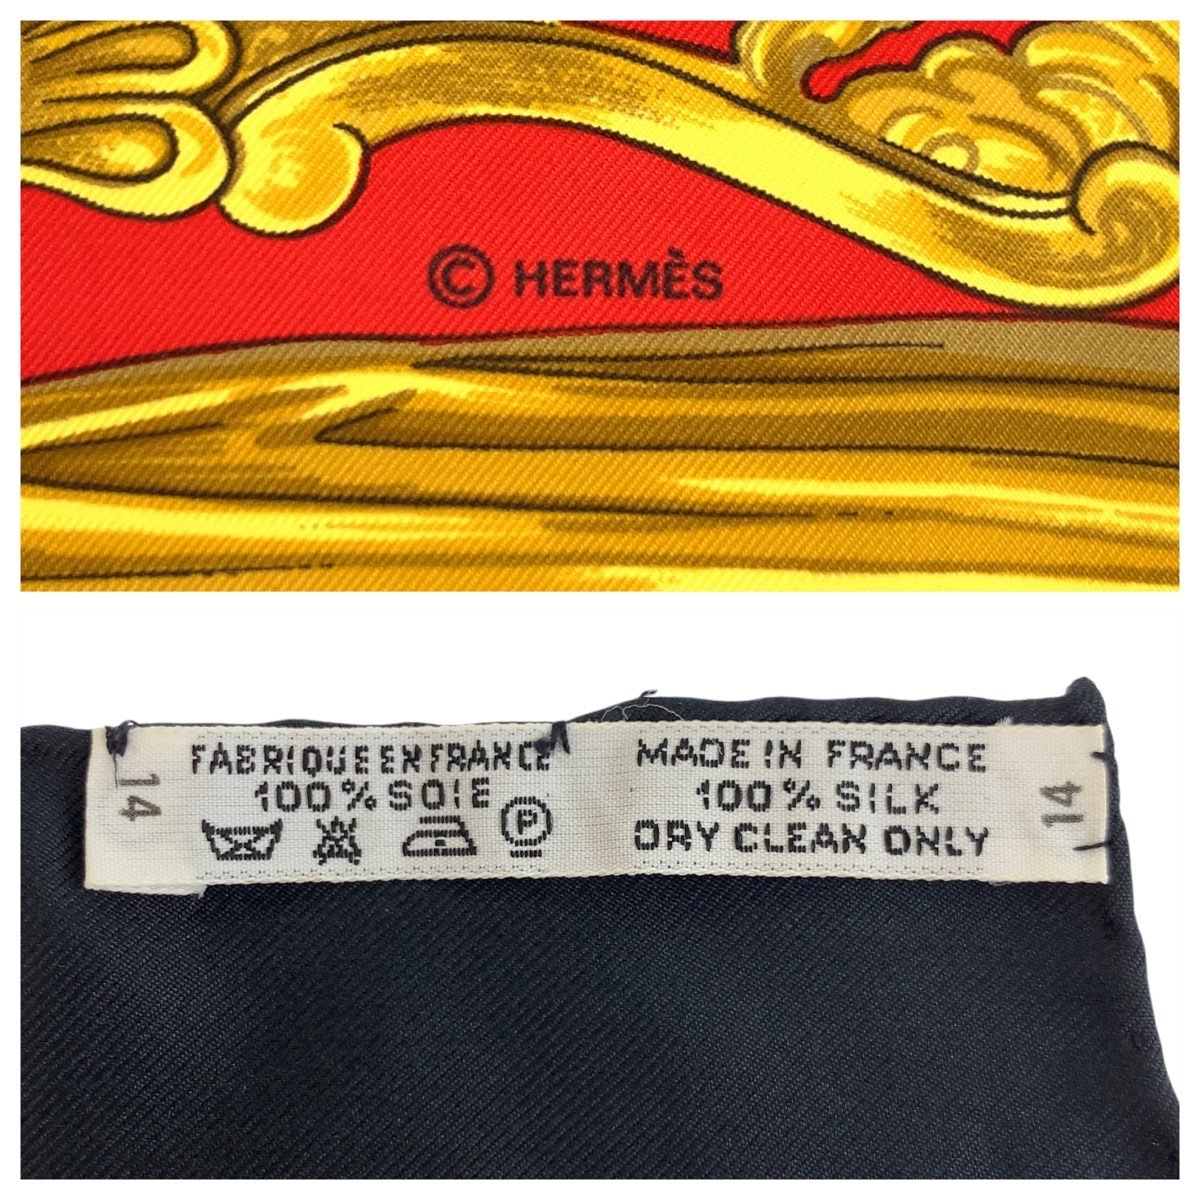 © HERMÈS
14
FABRIQUE EN FRANCE
100% SOIE
P
MADE IN FRANCE
100% SILK
DRY CLEAN ONLY
14